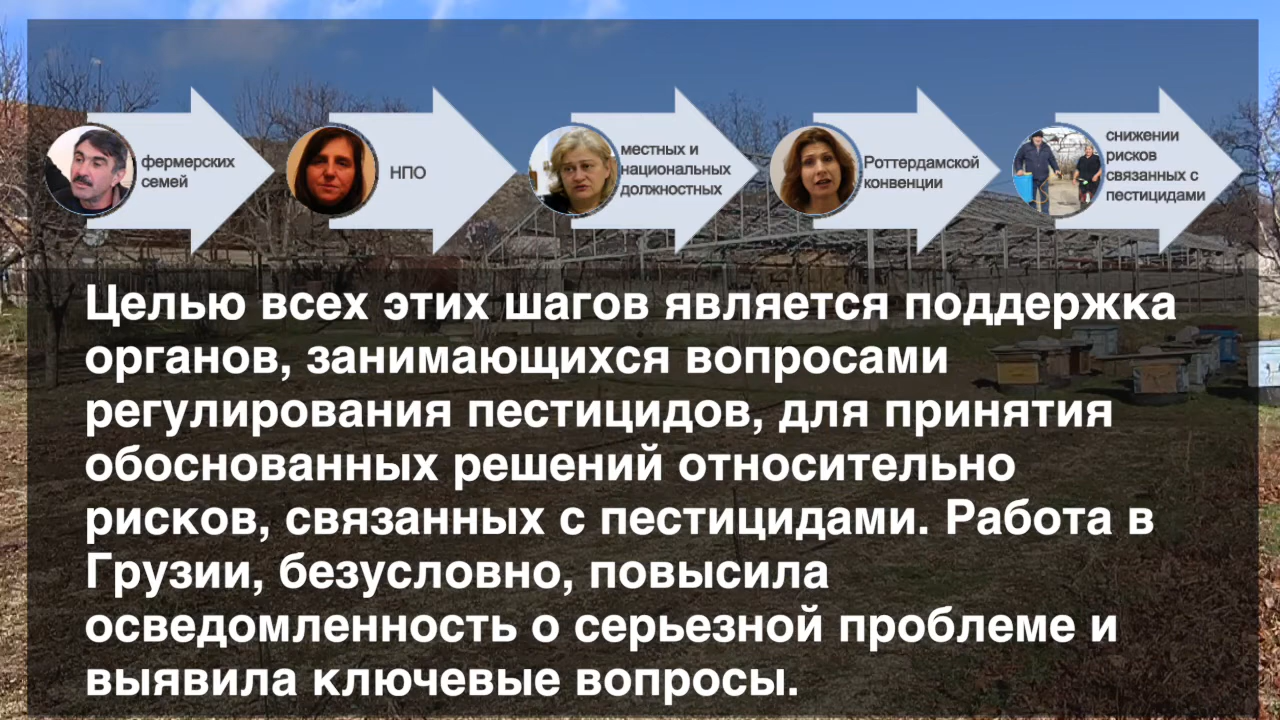 фермерских
семей
НПО
местных и
национальных
должностных
Роттердамской
конвенции
снижении
рисков
связанных с
пестицидами
Целью всех этих шагов является поддержка
органов, занимающихся вопросами
регулирования пестицидов, для принятия
обоснованных решений относительно
рисков, связанных с пестицидами. Работа в
Грузии, безусловно, повысила
осведомленность о серьезной проблеме и
выявила ключевые вопросы.